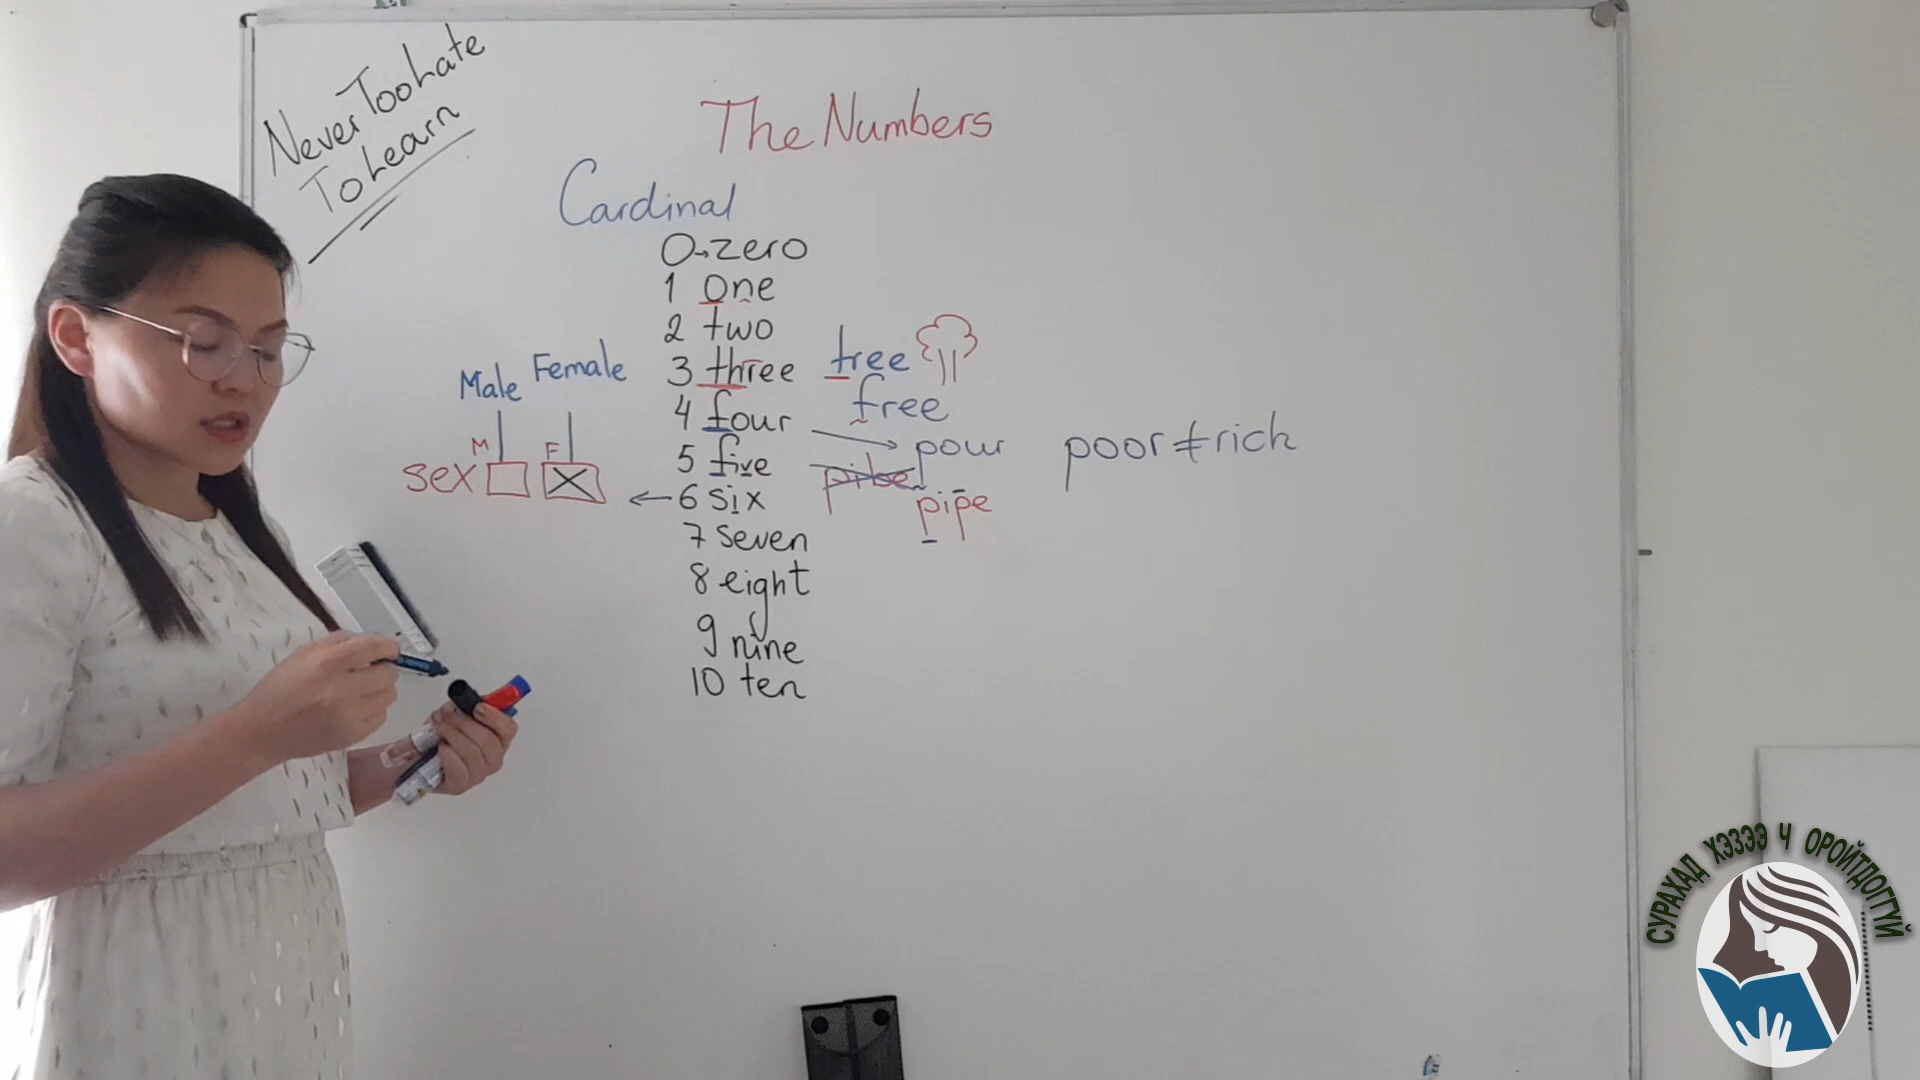 Never Too Late
To Learn
The Numbers
Cardinal
0→zero
1 one
2 two
3 three tree
free
4 four pour poor ≠ rich
5 five pibe
pipe
6 six
7 seven
8 eight
9 nine
10 ten
Male Female
M F
sex
СУРАХАД ХЭЗЭЭ Ч ОРОЙТДОГГҮЙ